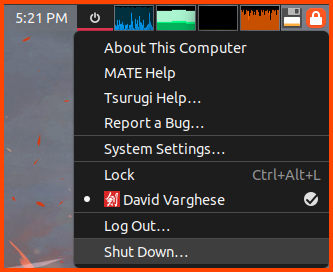 5:21 PM
About This Computer
MATE Help
Tsurugi Help...
Report a Bug...
System Settings...
Lock Ctrl+Alt+L
David Varghese
Log Out...
Shut Down...